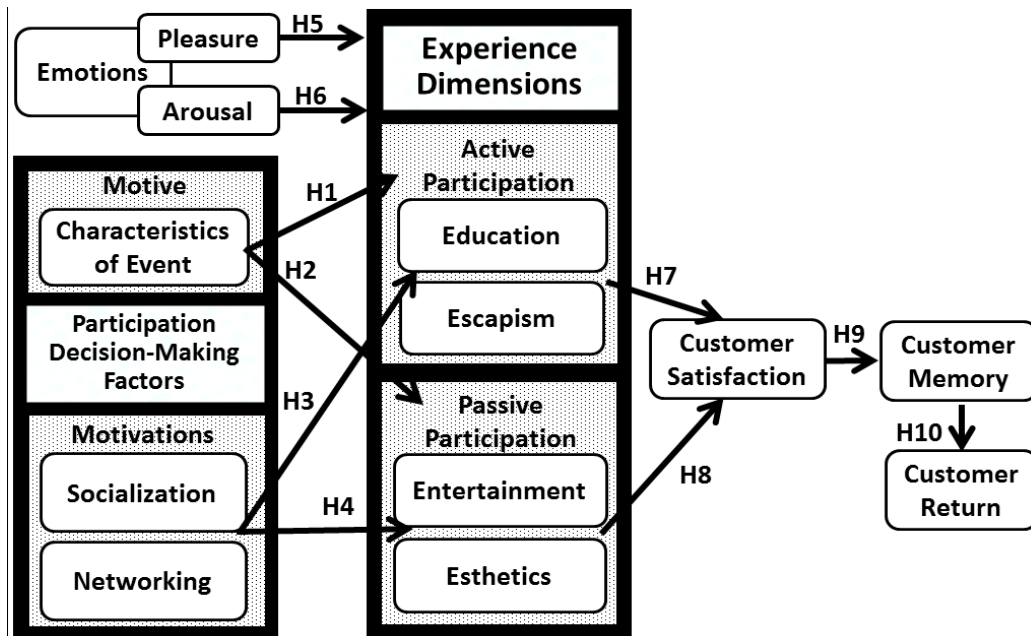 Emotions
Pleasure
Arousal
H5
H6
Experience
Dimensions
Motive
Characteristics
of Event
Participation
Decision-Making
Factors
Motivations
Socialization
Networking
H1
H2
H3
H4
Active
Participation
Education
Escapism
Passive
Participation
Entertainment
Esthetics
H7
H8
Customer
Satisfaction
H9
Customer
Memory
H10
Customer
Return